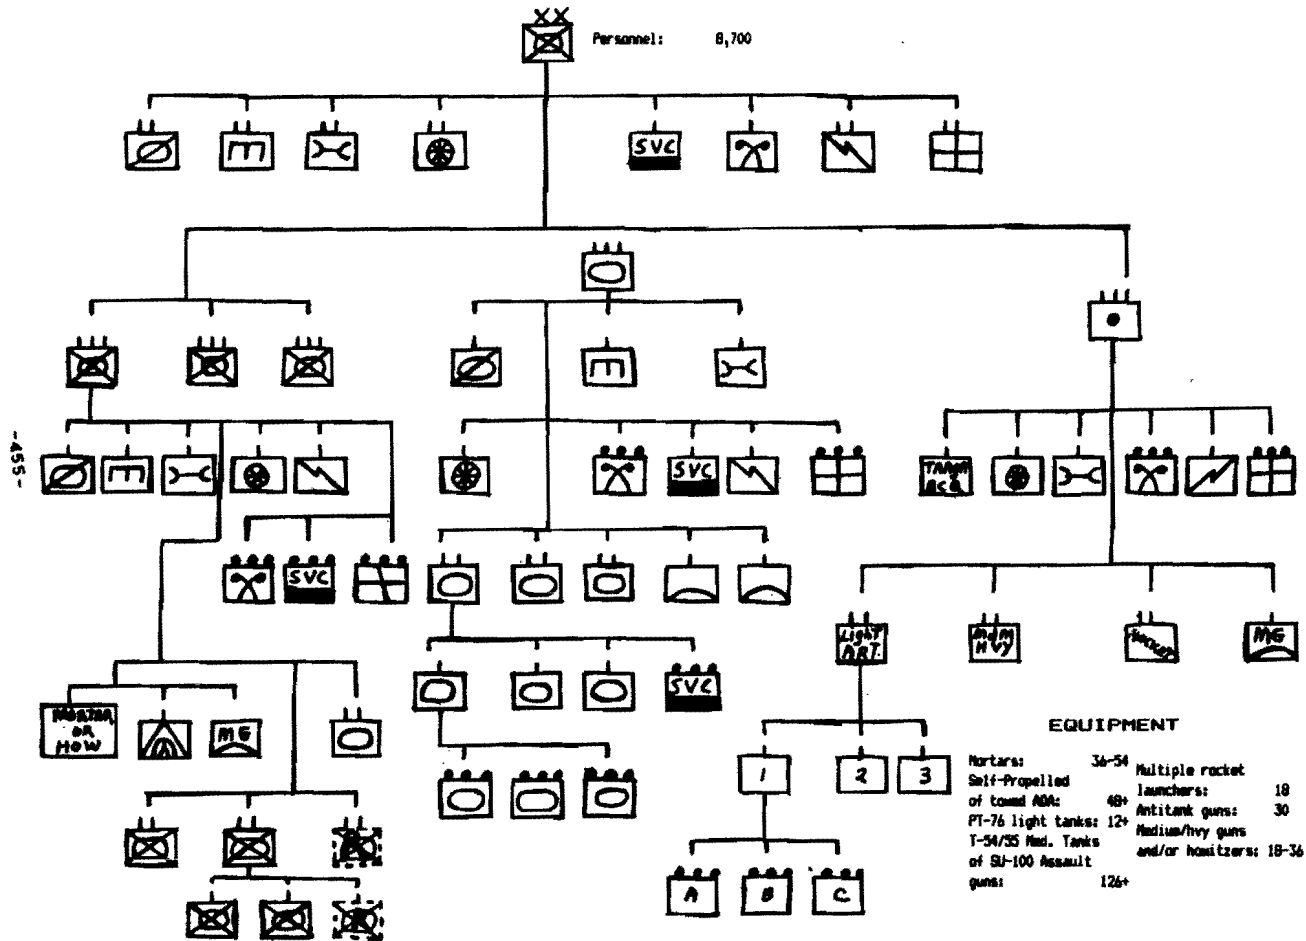 XX
Personnel: 8,700
SVC
-455-
SVC
SVC
TARGA
ACQ
SVC
Light
ART.
MdM
HVY
MG
MORTAR
OR
HOW
MG
SVC
1
2
3
A
B
C
EQUIPMENT
Mortars: 36-54
Self-Propelled
of towed ADA: 48+
PT-76 light tanks: 12+
T-54/55 Med. Tanks
of SU-100 Assault
guns: 126+
Multiple rocket
launchers: 18
Antitank guns: 30
Medium/hvy guns
and/or howitzers: 18-36